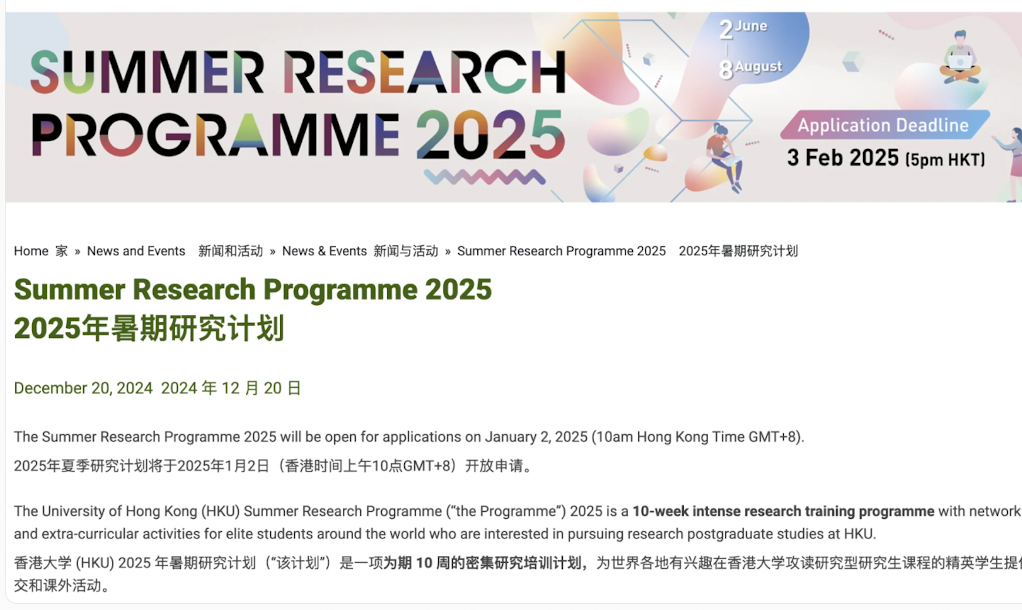 SUMMER RESEARCH
PROGRAMME 2025
2 June
8 August
Application Deadline
3 Feb 2025 (5pm HKT)
Home 家 » News and Events 新闻和活动 » News & Events 新闻与活动 » Summer Research Programme 2025 2025年暑期研究计划
Summer Research Programme 2025
2025年暑期研究计划
December 20, 2024 2024 年 12 月 20 日
The Summer Research Programme 2025 will be open for applications on January 2, 2025 (10am Hong Kong Time GMT+8).
2025年夏季研究计划将于2025年1月2日（香港时间上午10点GMT+8）开放申请。
The University of Hong Kong (HKU) Summer Research Programme (“the Programme”) 2025 is a 10-week intense research training programme with network
and extra-curricular activities for elite students around the world who are interested in pursuing research postgraduate studies at HKU.
香港大学 (HKU) 2025 年暑期研究计划（“该计划”）是一项为期 10 周的密集研究培训计划，为世界各地有兴趣在香港大学攻读研究型研究生课程的精英学生提
交和课外活动。